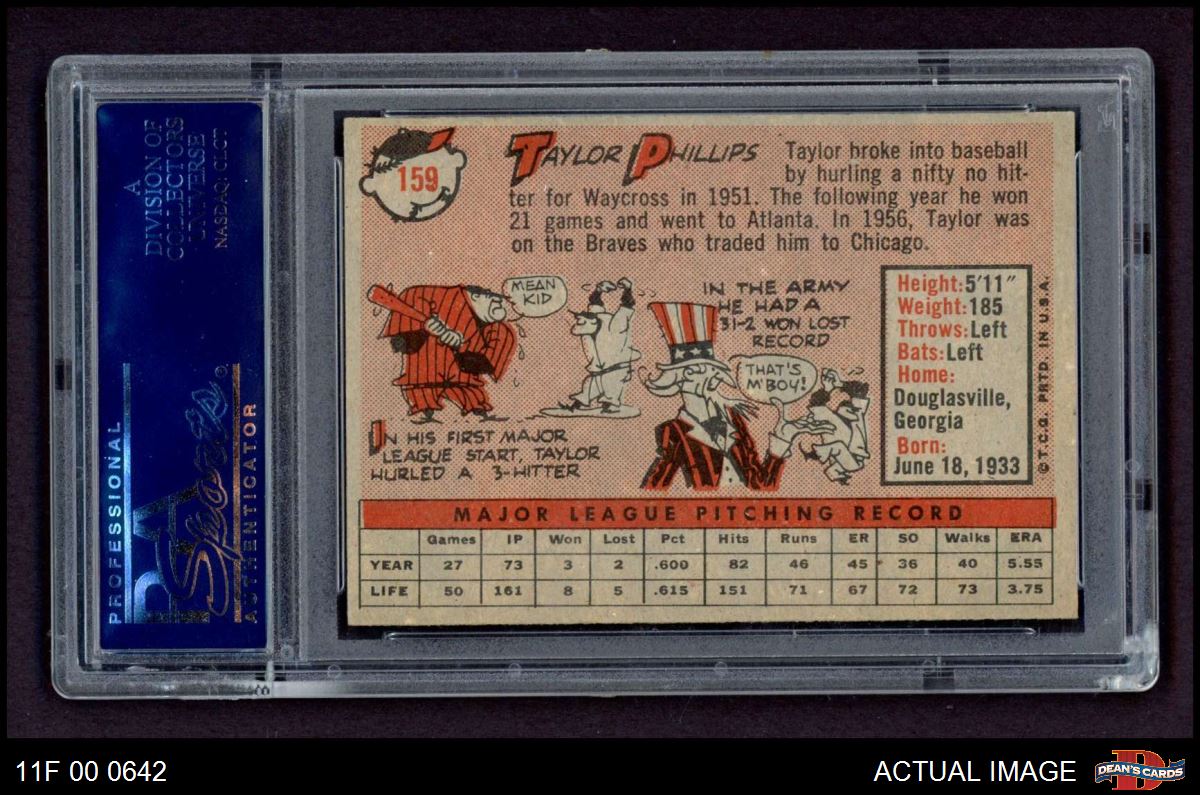 A
DIVISION OF
COLLECTORS
UNIVERSE
NASDAQ: CLCT
PROFESSIONAL
PSA
Sports
AUTHENTICATOR
®
159
TAYLOR PHILLIPS
Taylor broke into baseball
by hurling a nifty no hit-
ter for Waycross in 1951. The following year he won
21 games and went to Atlanta. In 1956, Taylor was
on the Braves who traded him to Chicago.
MEAN
KID
IN HIS FIRST MAJOR
LEAGUE START, TAYLOR
HURLED A 3-HITTER
IN THE ARMY
HE HAD A
31-2 WON LOST
RECORD
THAT'S
M'BOY!
Height: 5'11"
Weight: 185
Throws: Left
Bats: Left
Home:
Douglasville,
Georgia
Born:
June 18, 1933
© T.C.G. PRTD. IN U.S.A.
MAJOR LEAGUE PITCHING RECORD
Games IP Won Lost Pct Hits Runs ER SO Walks ERA
YEAR 27 73 3 2 .600 82 46 45 36 40 5.55
LIFE 50 161 8 5 .615 151 71 67 72 73 3.75
11F 00 0642
ACTUAL IMAGE
D
DEAN'S CARDS